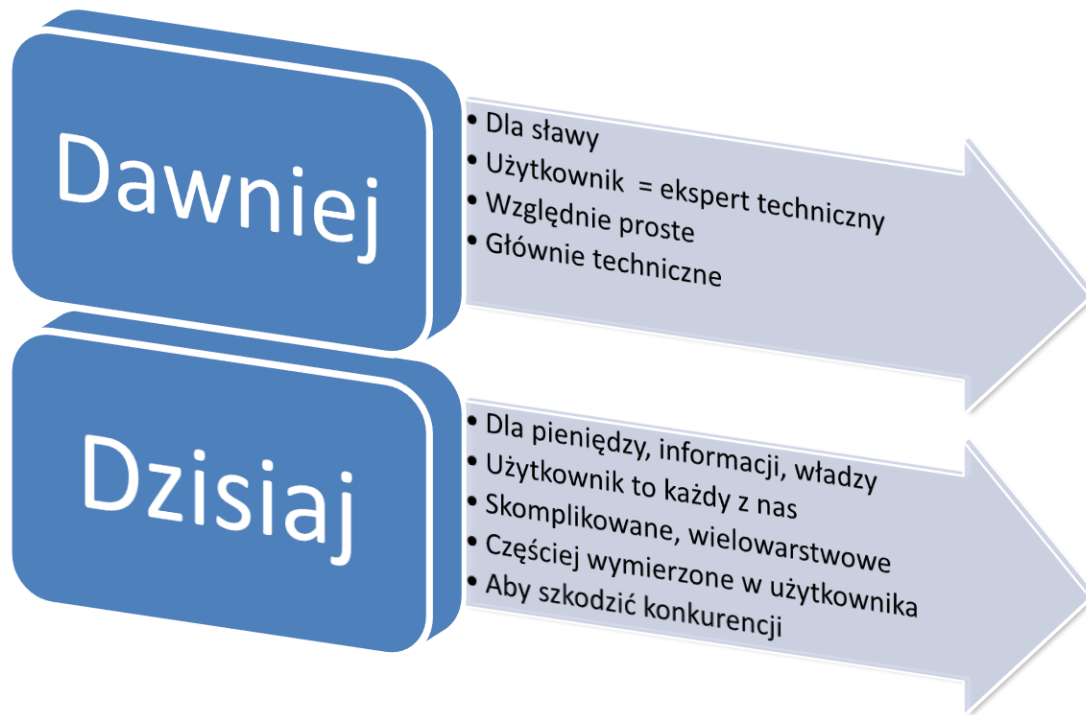 Dawniej
• Dla sławy
• Użytkownik = ekspert techniczny
• Względnie proste
• Głównie techniczne
Dzisiaj
• Dla pieniędzy, informacji, władzy
• Użytkownik to każdy z nas
• Skomplikowane, wielowarstwowe
• Częściej wymierzone w użytkownika
• Aby szkodzić konkurencji